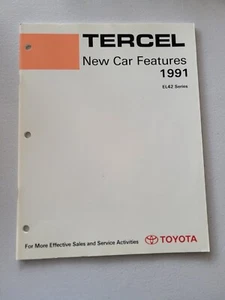 TERCEL
New Car Features
1991
EL42 Series
For More Effective Sales and Service Activities
TOYOTA